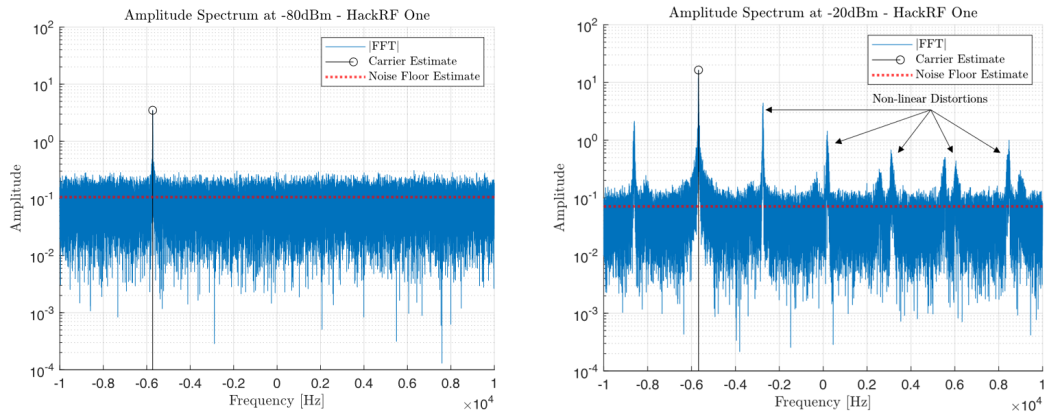 Amplitude Spectrum at -80dBm - HackRF One
10^2
|FFT|
Carrier Estimate
Noise Floor Estimate
10^1
10^0
10^-1
10^-2
10^-3
10^-4
Amplitude
-1 -0.8 -0.6 -0.4 -0.2 0 0.2 0.4 0.6 0.8 1
Frequency [Hz]
×10^4
Amplitude Spectrum at -20dBm - HackRF One
10^2
|FFT|
Carrier Estimate
Noise Floor Estimate
10^1
Non-linear Distortions
10^0
10^-1
10^-2
10^-3
10^-4
Amplitude
-1 -0.8 -0.6 -0.4 -0.2 0 0.2 0.4 0.6 0.8 1
Frequency [Hz]
×10^4